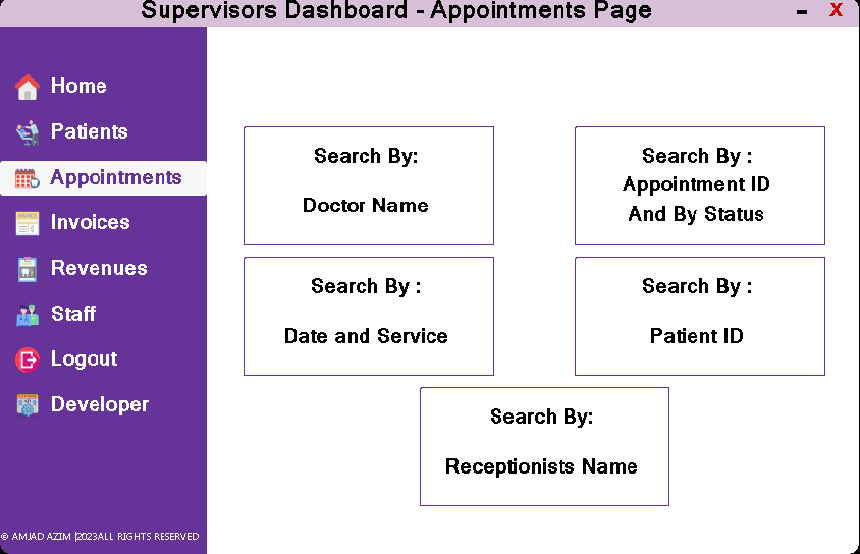 Supervisors Dashboard - Appointments Page
- X
Home
Patients
Appointments
Invoices
Revenues
Staff
Logout
Developer
© AMJAD AZIM |2023ALL RIGHTS RESERVED
Search By:
Doctor Name
Search By :
Appointment ID
And By Status
Search By :
Date and Service
Search By :
Patient ID
Search By:
Receptionists Name